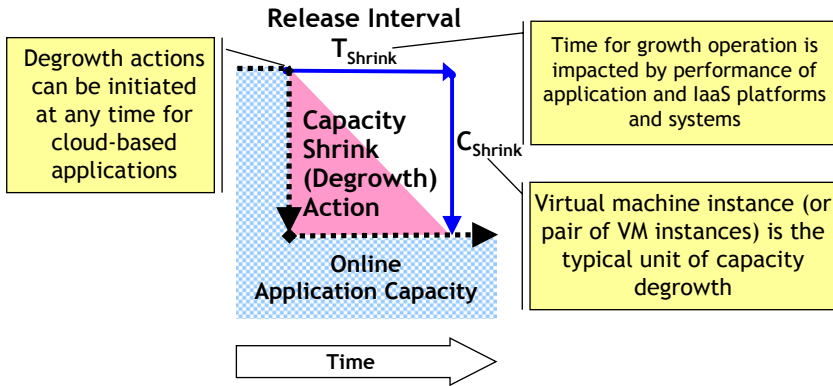 Release Interval
T_Shrink
Degrowth actions
can be initiated
at any time for
cloud-based
applications
Time for growth operation is
impacted by performance of
application and IaaS platforms
and systems
Capacity
Shrink
(Degrowth)
Action
C_Shrink
Virtual machine instance (or
pair of VM instances) is the
typical unit of capacity
degrowth
Online
Application Capacity
Time